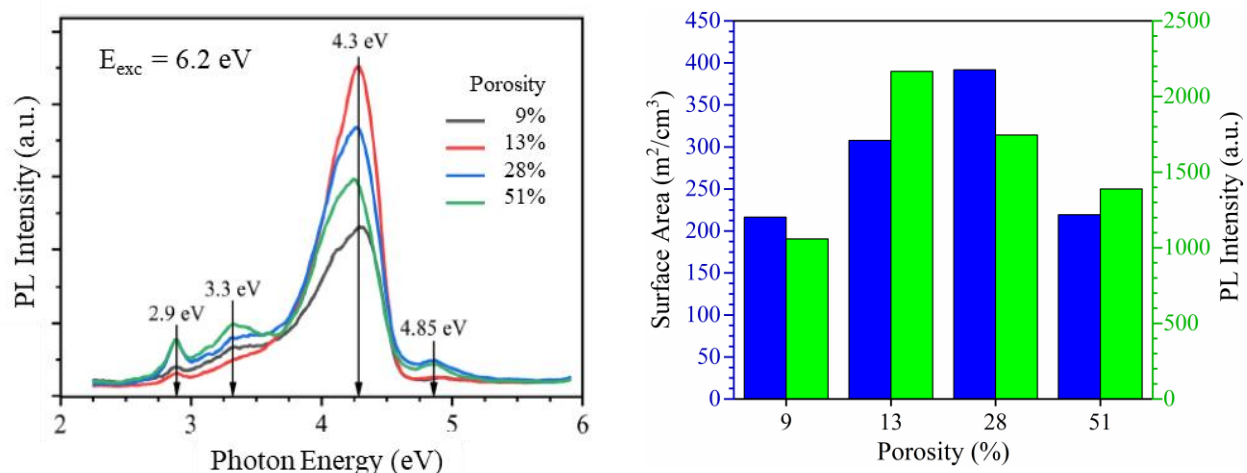 E_exc = 6.2 eV
4.3 eV
Porosity
9%
13%
28%
51%
3.3 eV
2.9 eV
4.85 eV
PL Intensity (a.u.)
2 3 4 5 6
Photon Energy (eV)
450
400
350
300
250
200
150
100
50
0
Surface Area (m²/cm³)
2500
2000
1500
1000
500
0
PL Intensity (a.u.)
9 13 28 51
Porosity (%)